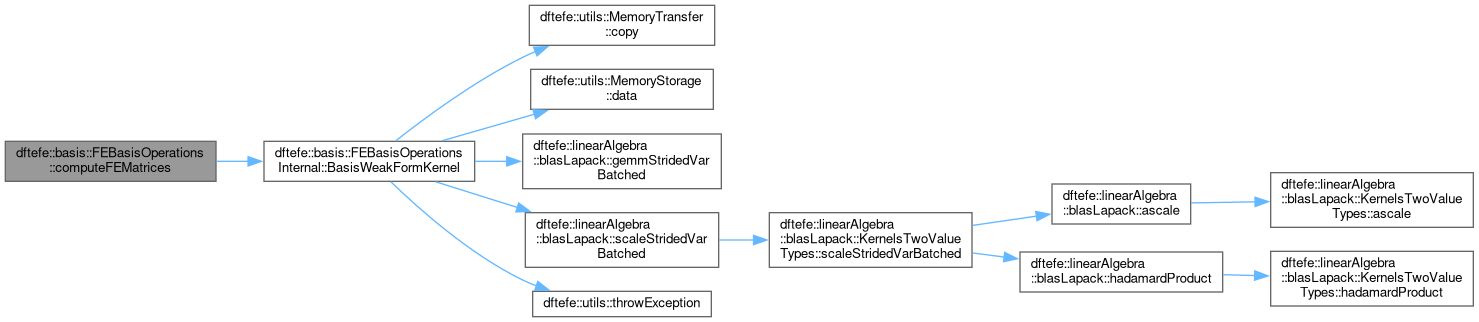 dftefe::basis::FEBasisOperations
::computeFEMatrices
dftefe::basis::FEBasisOperations
Internal::BasisWeakFormKernel
dftefe::utils::MemoryTransfer
::copy
dftefe::utils::MemoryStorage
::data
dftefe::linearAlgebra
::blasLapack::gemmStridedVar
Batched
dftefe::linearAlgebra
::blasLapack::scaleStridedVar
Batched
dftefe::utils::throwException
dftefe::linearAlgebra
::blasLapack::KernelsTwoValue
Types::scaleStridedVarBatched
dftefe::linearAlgebra
::blasLapack::ascale
dftefe::linearAlgebra
::blasLapack::hadamardProduct
dftefe::linearAlgebra
::blasLapack::KernelsTwoValue
Types::ascale
dftefe::linearAlgebra
::blasLapack::KernelsTwoValue
Types::hadamardProduct